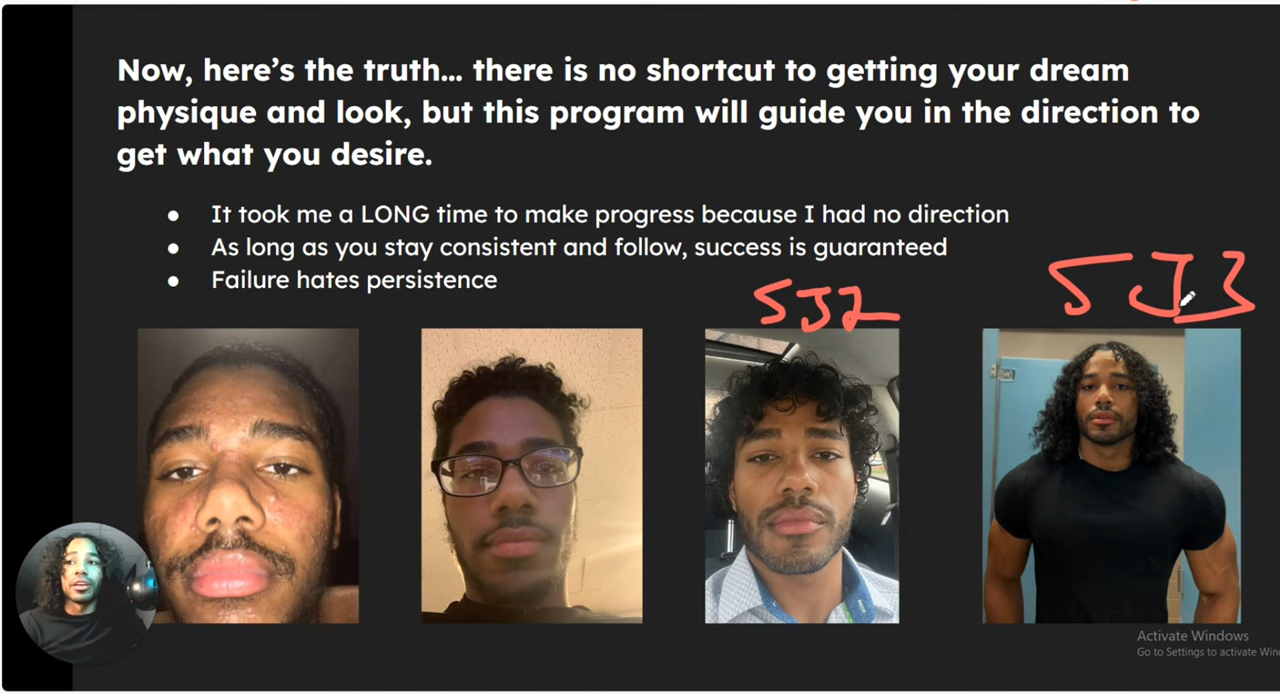 Now, here's the truth... there is no shortcut to getting your dream
physique and look, but this program will guide you in the direction to
get what you desire.
● It took me a LONG time to make progress because I had no direction
● As long as you stay consistent and follow, success is guaranteed
● Failure hates persistence
5J2
5J3
Activate Windows
Go to Settings to activate Win